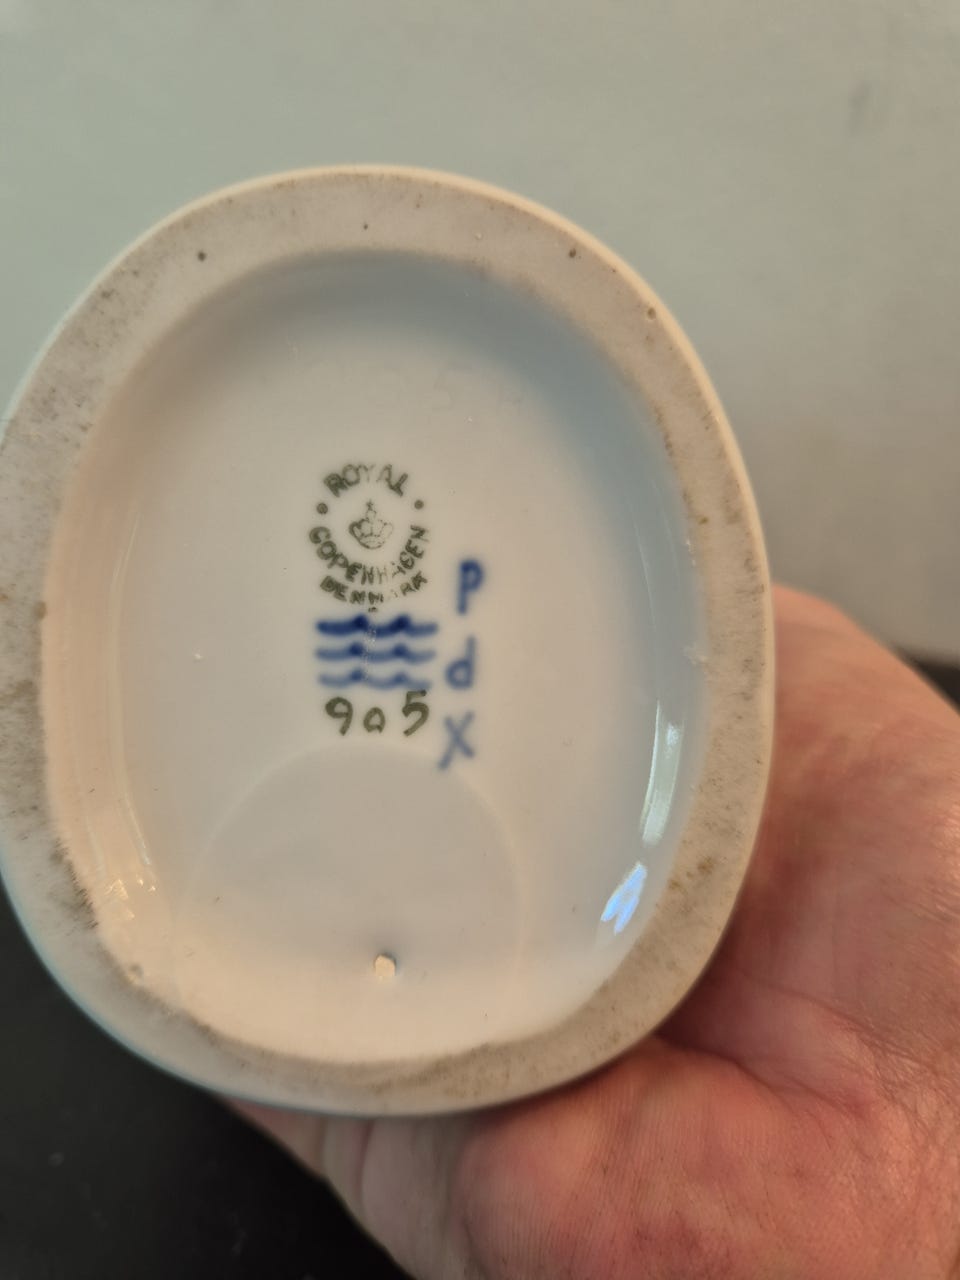 ROYAL
COPENHAGEN
DENMARK
p
d
905
X